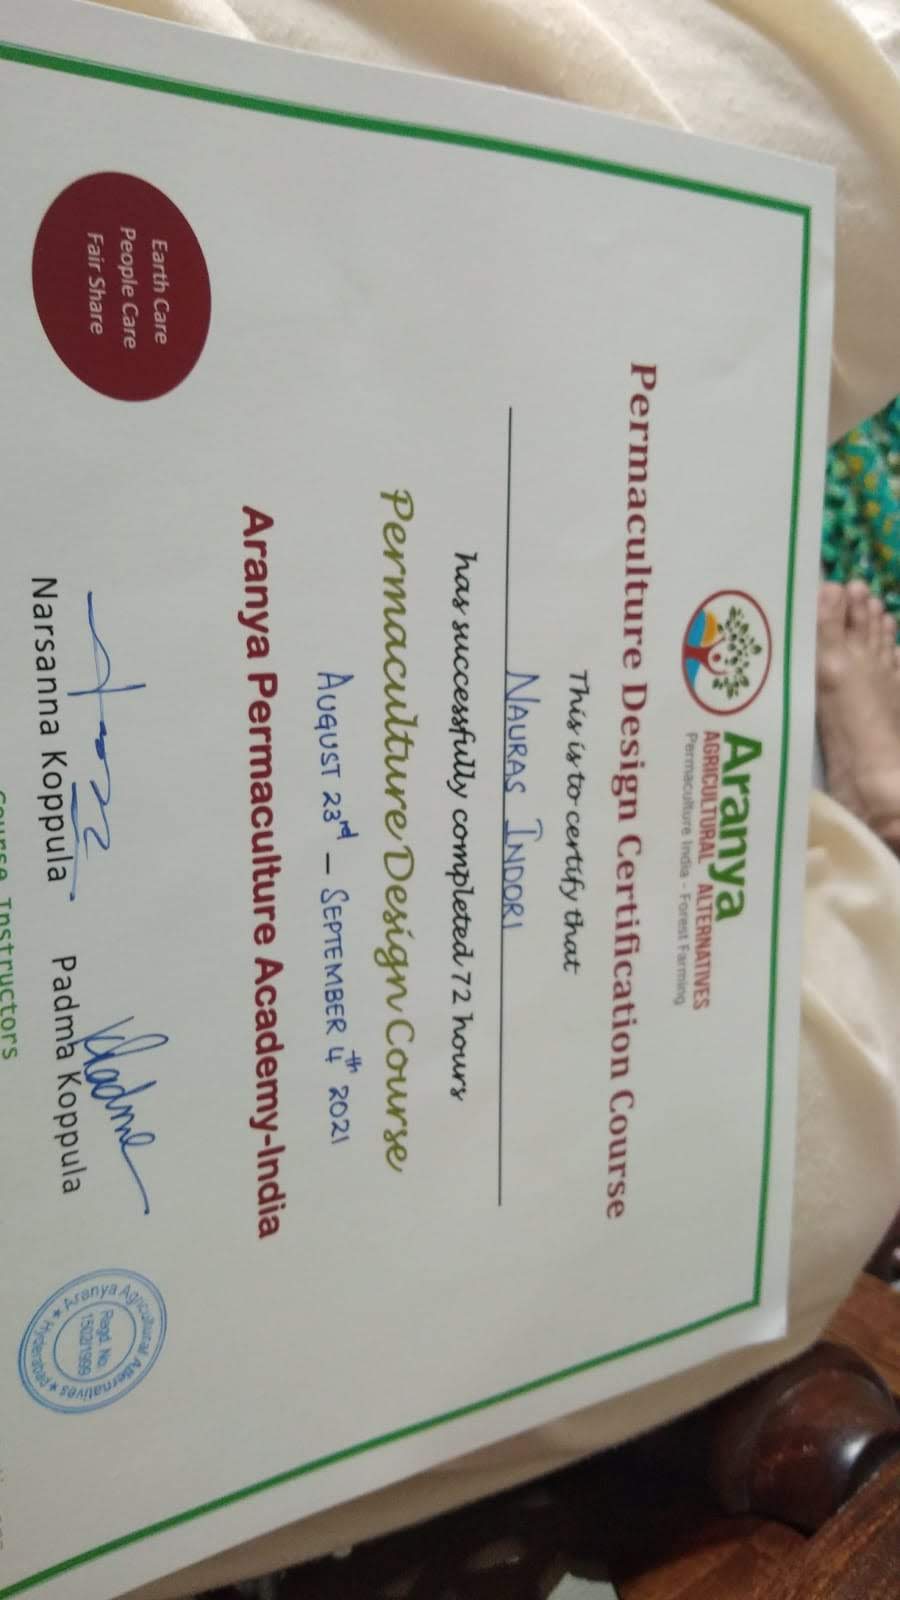 Aranya
AGRICULTURAL ALTERNATIVES
Permaculture India - Forest Farming
Permaculture Design Certification Course
This is to certify that
NAURAS INDORI
has successfully completed 72 hours
Permaculture Design Course
AUGUST 23rd – SEPTEMBER 4th 2021
Aranya Permaculture Academy-India
Earth Care
People Care
Fair Share
Padma
Narsanna Koppula Padma Koppula
Course Instructors
Aranya Agricultural Alternatives
Regd. No.
1502/1999
★ Hyderabad ★